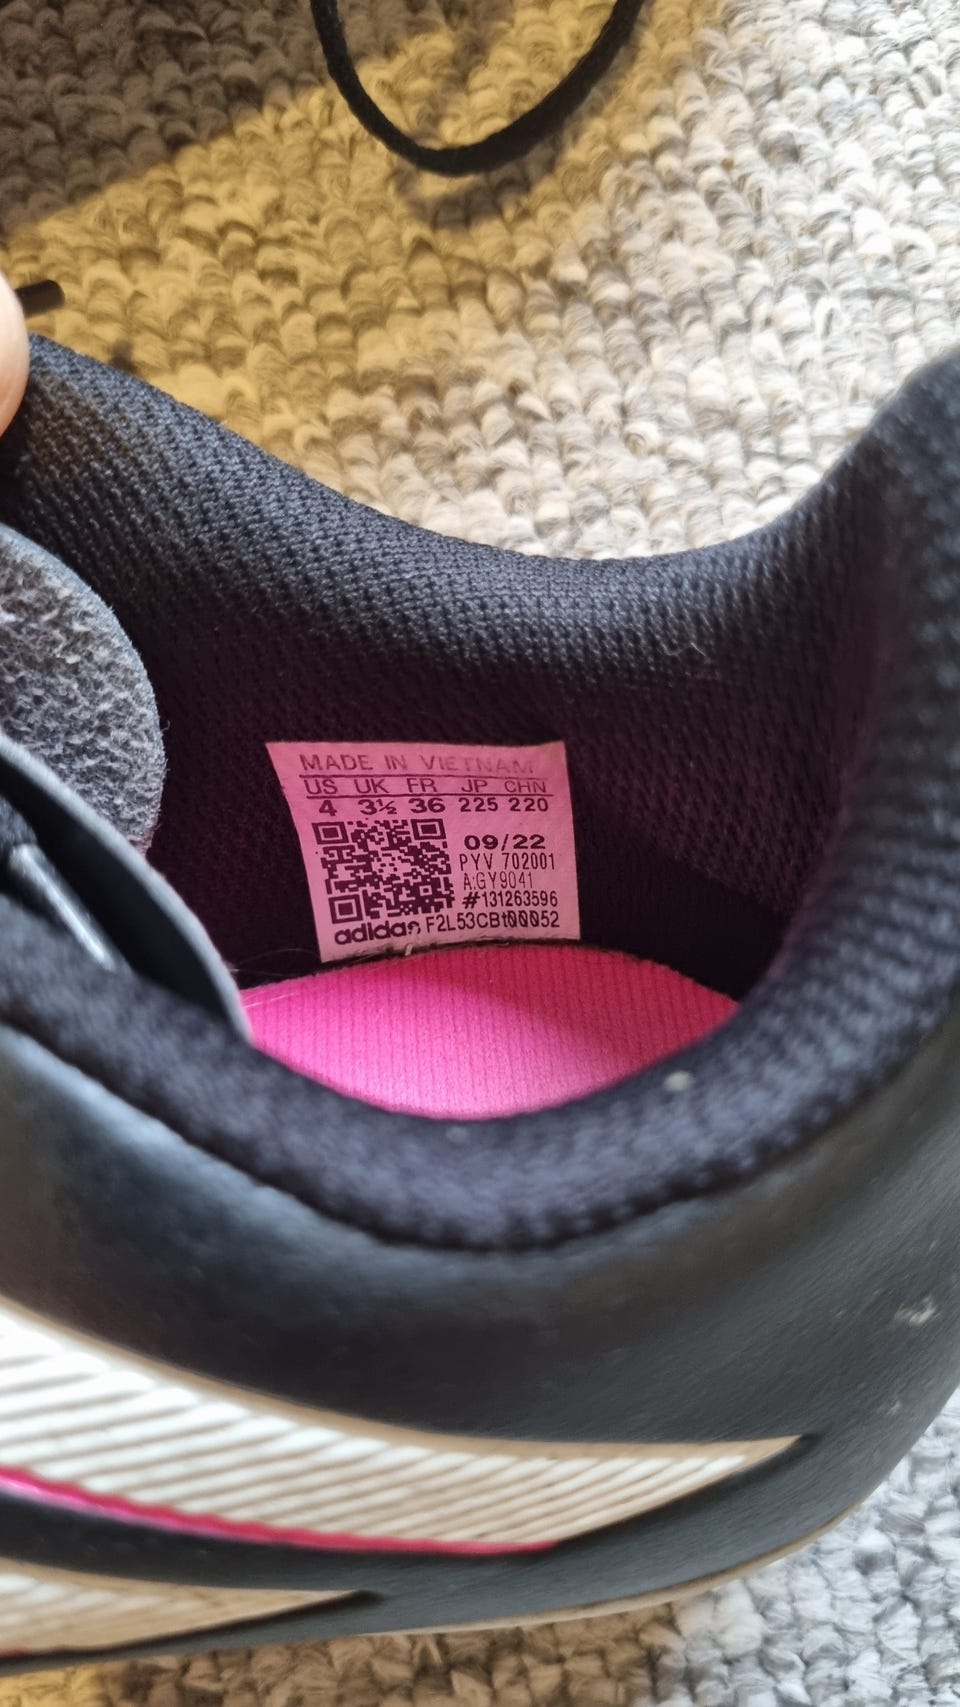 MADE IN VIETNAM
US UK FR JP CHN
4 3½ 36 225 220
09/22
PYV 702001
A:GY9041
#131263596
adidas F2L53CBt00052